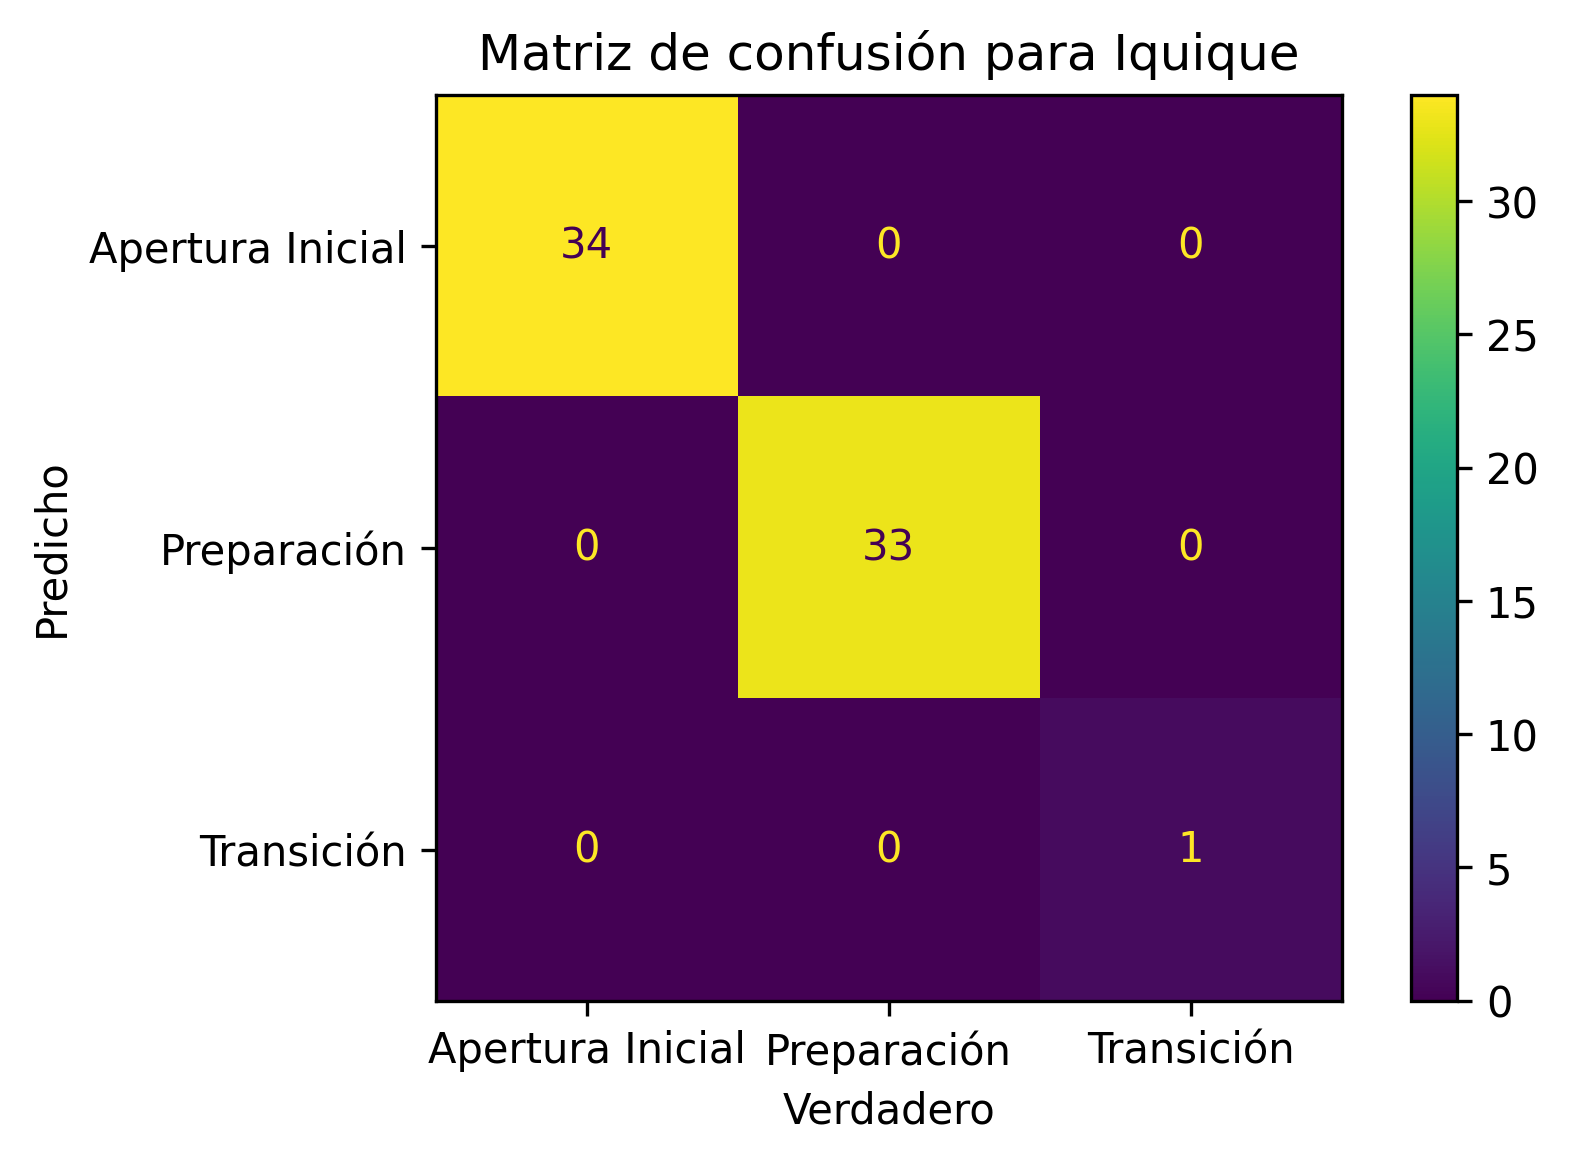 Matriz de confusión para Iquique
Apertura Inicial
34 0 0
Preparación
0 33 0
Transición
0 0 1
Predicho
Apertura Inicial Preparación Transición
Verdadero
30
25
20
15
10
5
0